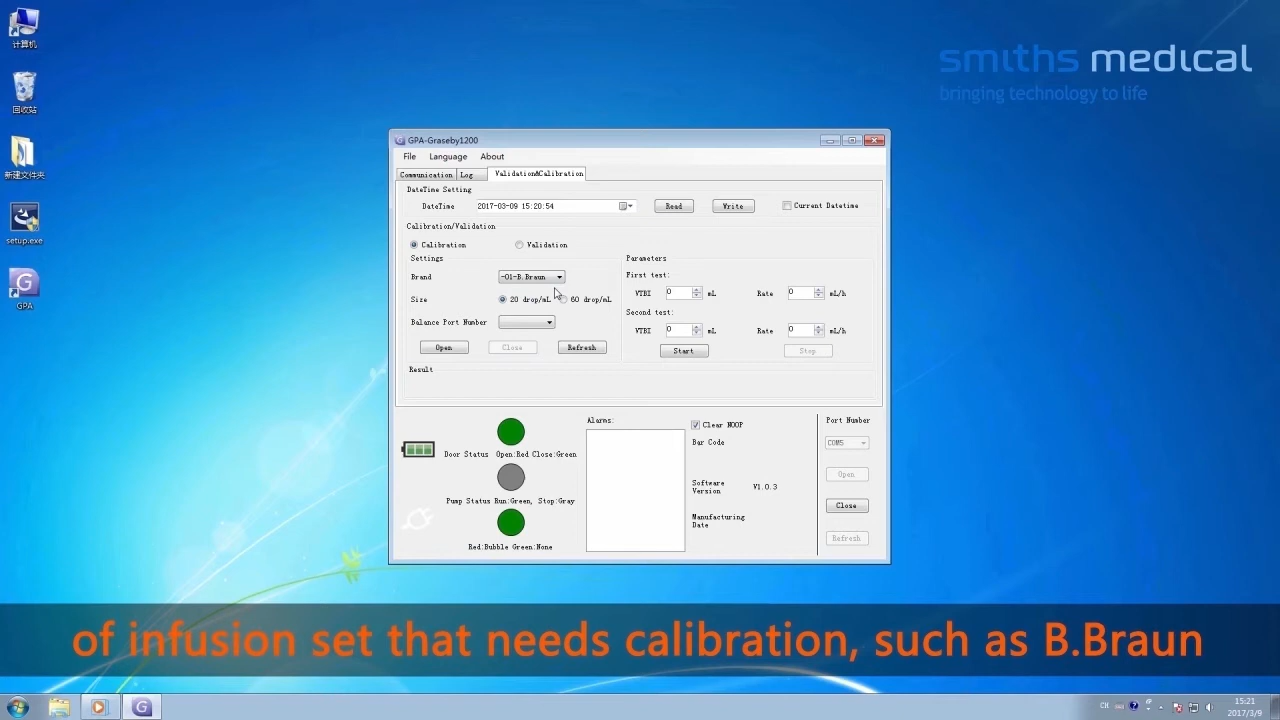 计算机
回收站
新建文件夹
setup.exe
GPA
smiths medical
bringing technology to life
GPA-Graseby1200
File Language About
Communication Log Validation&Calibration
DateTime Setting
DateTime 2017-03-09 15:20:54 Read Write Current Datetime
Calibration/Validation
Calibration Validation
Settings Parameters
First test:
Brand -01-B.Braun
VTBI 0 mL Rate 0 mL/h
Size 20 drop/mL 60 drop/mL
Second test:
Balance Port Number
VTBI 0 mL Rate 0 mL/h
Open Close Refresh Start Stop
Result
Alarms: Clear NOOP Port Number
Bar Code COM5
Door Status Open:Red Close:Green
Open
Software Version V1.0.3
Pump Status Run:Green, Stop:Gray
Close
Manufacturing Date
Refresh
Red:Bubble Green:None
of infusion set that needs calibration, such as B.Braun
CH 15:21
2017/3/9